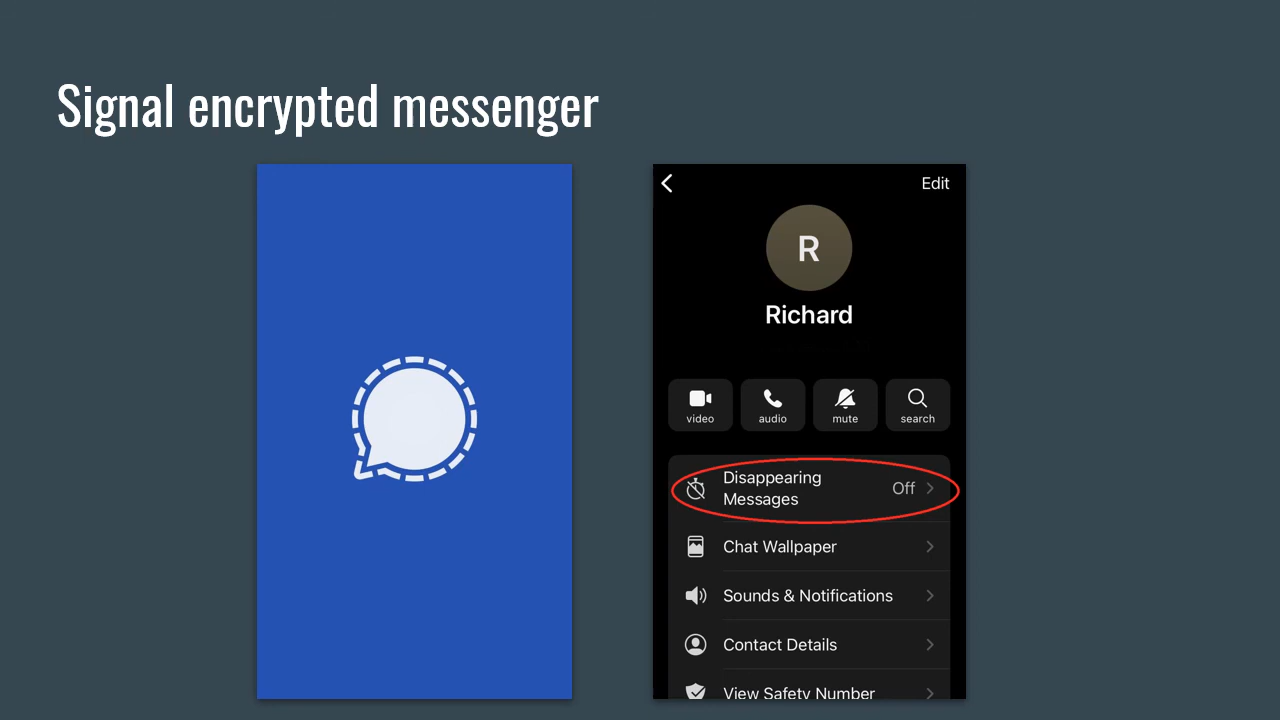 Signal encrypted messenger
Edit
R
Richard
video audio mute search
Disappearing
Messages
Off
Chat Wallpaper
Sounds & Notifications
Contact Details
View Safety Number